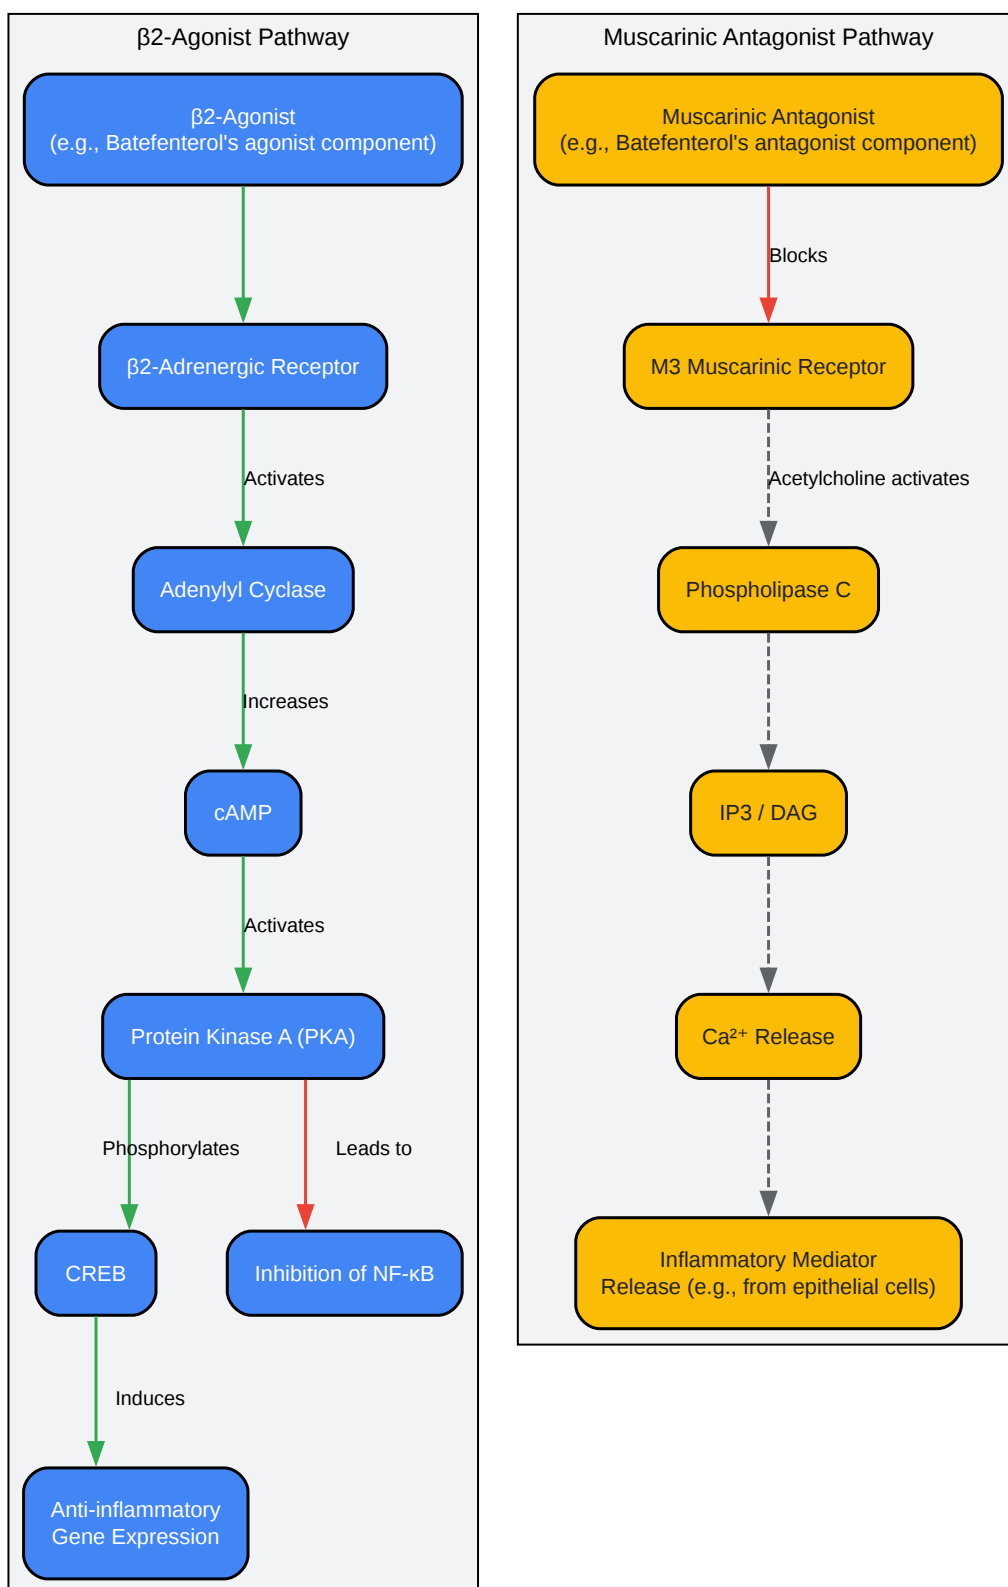 β2-Agonist Pathway
β2-Agonist
(e.g., Batefenterol's agonist component)
β2-Adrenergic Receptor
Activates
Adenylyl Cyclase
Increases
cAMP
Activates
Protein Kinase A (PKA)
Phosphorylates
Leads to
CREB
Inhibition of NF-κB
Induces
Anti-inflammatory
Gene Expression
Muscarinic Antagonist Pathway
Muscarinic Antagonist
(e.g., Batefenterol's antagonist component)
Blocks
M3 Muscarinic Receptor
Acetylcholine activates
Phospholipase C
IP3 / DAG
Ca²⁺ Release
Inflammatory Mediator
Release (e.g., from epithelial cells)